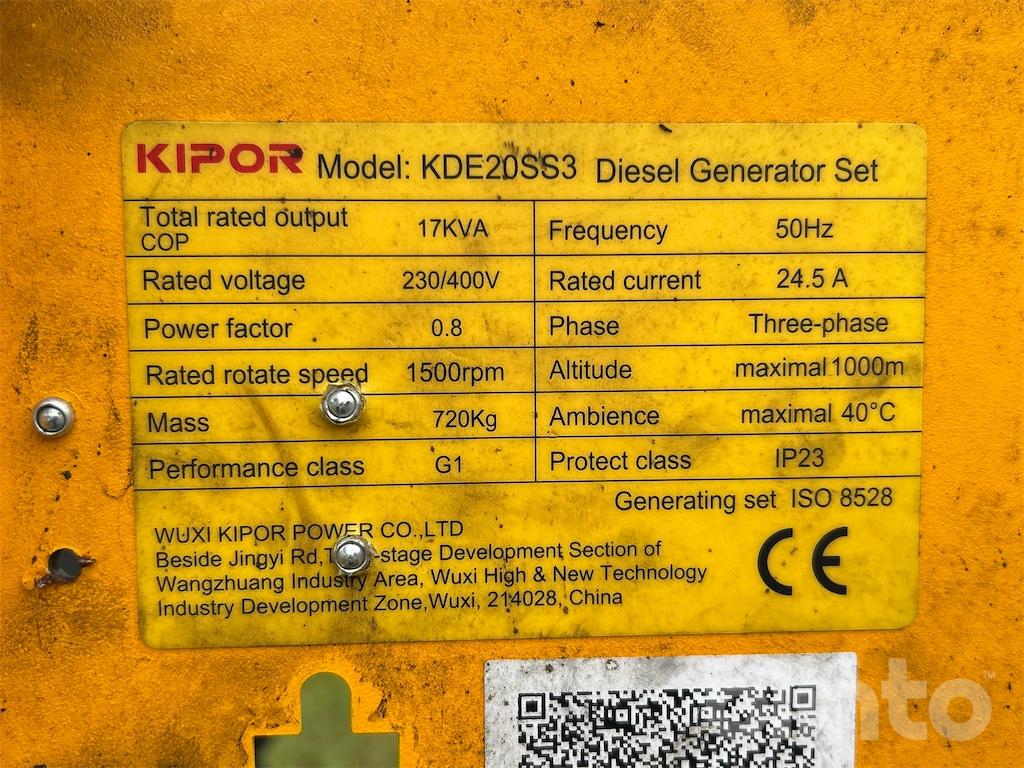 KIPOR Model: KDE20SS3 Diesel Generator Set
Total rated output COP 17KVA Frequency 50Hz
Rated voltage 230/400V Rated current 24.5 A
Power factor 0.8 Phase Three-phase
Rated rotate speed 1500rpm Altitude maximal 1000m
Mass 720Kg Ambience maximal 40°C
Performance class G1 Protect class IP23
Generating set ISO 8528
WUXI KIPOR POWER CO.,LTD
Beside Jingyi Rd, -stage Development Section of
Wangzhuang Industry Area, Wuxi High & New Technology
Industry Development Zone,Wuxi, 214028, China
CE